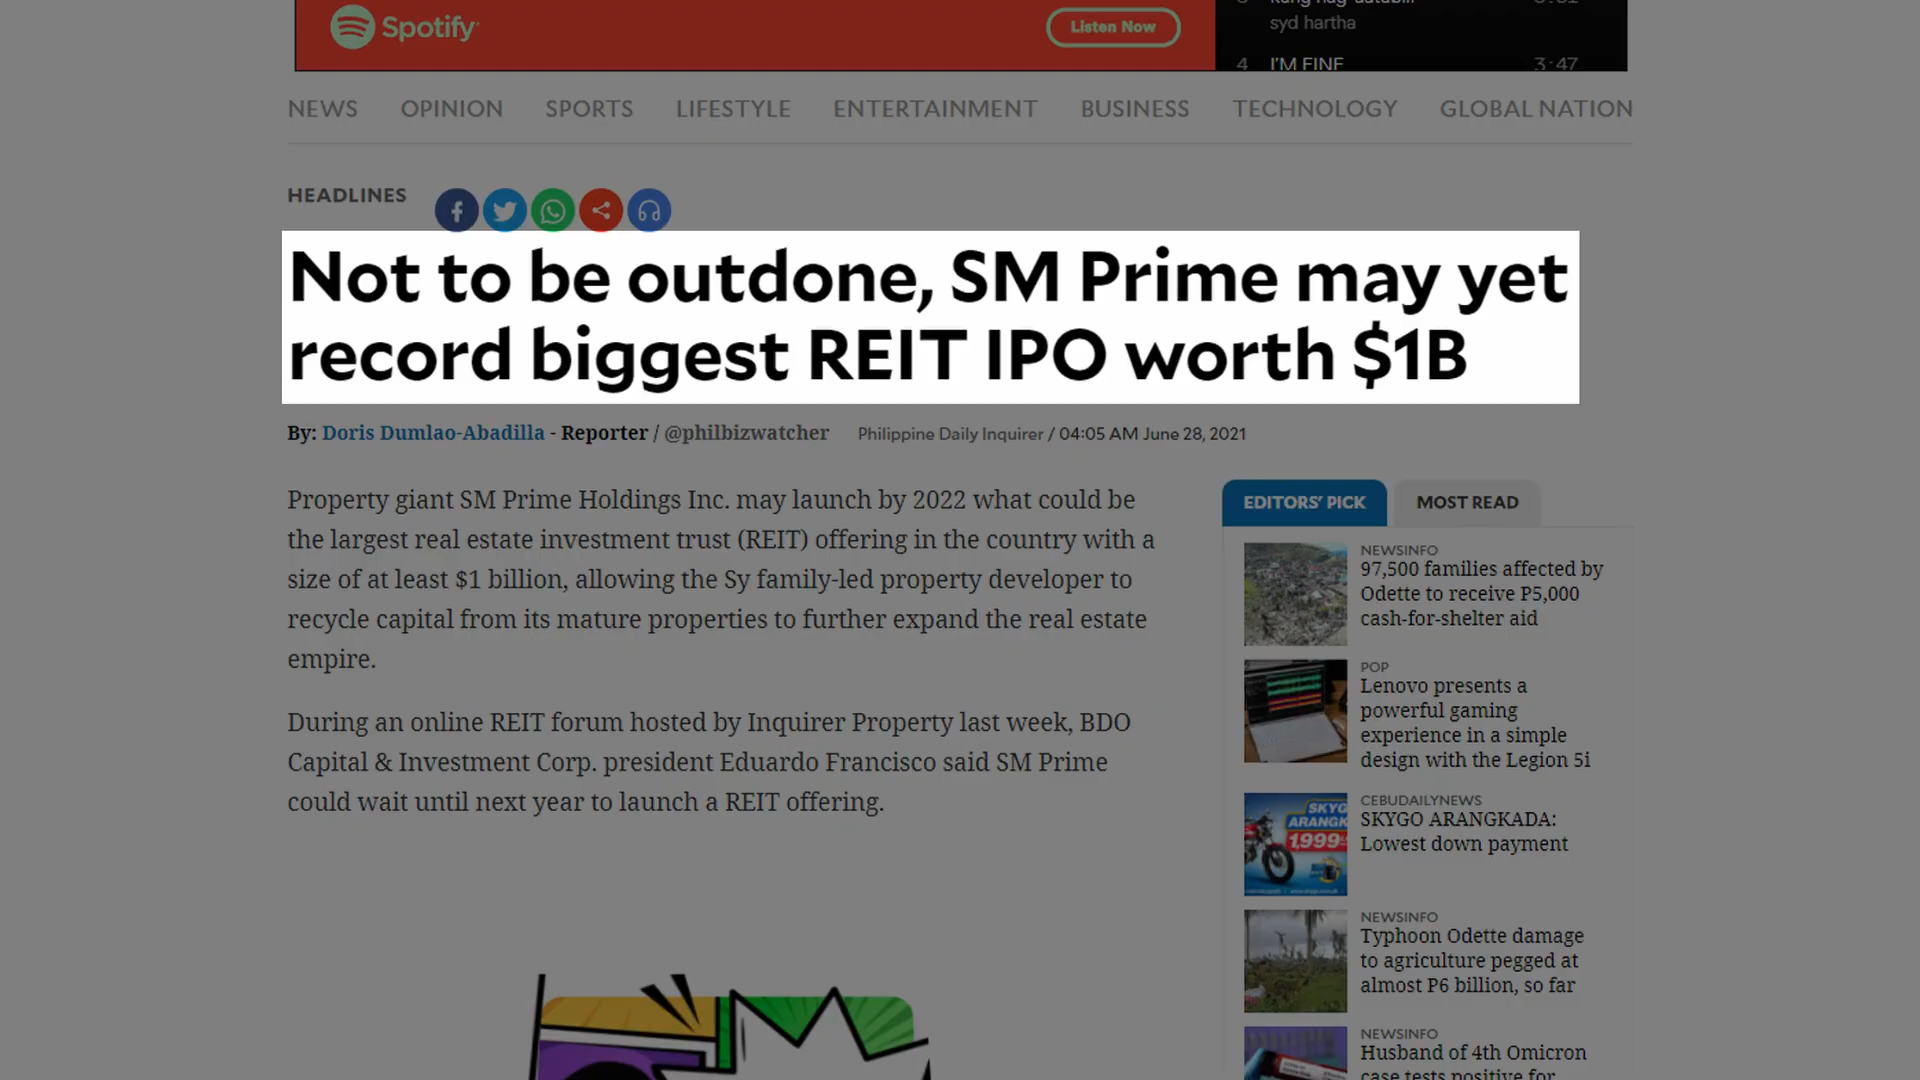 Spotify
Listen Now
syd hartha
4 I'M FINE 3:47
NEWS OPINION SPORTS LIFESTYLE ENTERTAINMENT BUSINESS TECHNOLOGY GLOBAL NATION
HEADLINES
Not to be outdone, SM Prime may yet
record biggest REIT IPO worth $1B
By: Doris Dumlao-Abadilla - Reporter / @philbizwatcher Philippine Daily Inquirer / 04:05 AM June 28, 2021
Property giant SM Prime Holdings Inc. may launch by 2022 what could be
the largest real estate investment trust (REIT) offering in the country with a
size of at least $1 billion, allowing the Sy family-led property developer to
recycle capital from its mature properties to further expand the real estate
empire.
During an online REIT forum hosted by Inquirer Property last week, BDO
Capital & Investment Corp. president Eduardo Francisco said SM Prime
could wait until next year to launch a REIT offering.
EDITORS' PICK MOST READ
NEWSINFO
97,500 families affected by
Odette to receive P5,000
cash-for-shelter aid
POP
Lenovo presents a
powerful gaming
experience in a simple
design with the Legion 5i
SKYG
ARANGK
1,999
CEBUDAILYNEWS
SKYGO ARANGKADA:
Lowest down payment
NEWSINFO
Typhoon Odette damage
to agriculture pegged at
almost P6 billion, so far
NEWSINFO
Husband of 4th Omicron
case tests positive for